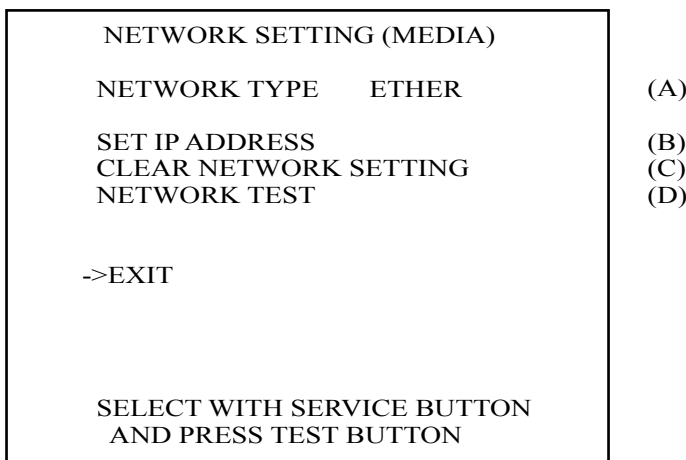 NETWORK SETTING (MEDIA)
NETWORK TYPE ETHER (A)
SET IP ADDRESS (B)
CLEAR NETWORK SETTING (C)
NETWORK TEST (D)
->EXIT
SELECT WITH SERVICE BUTTON
AND PRESS TEST BUTTON